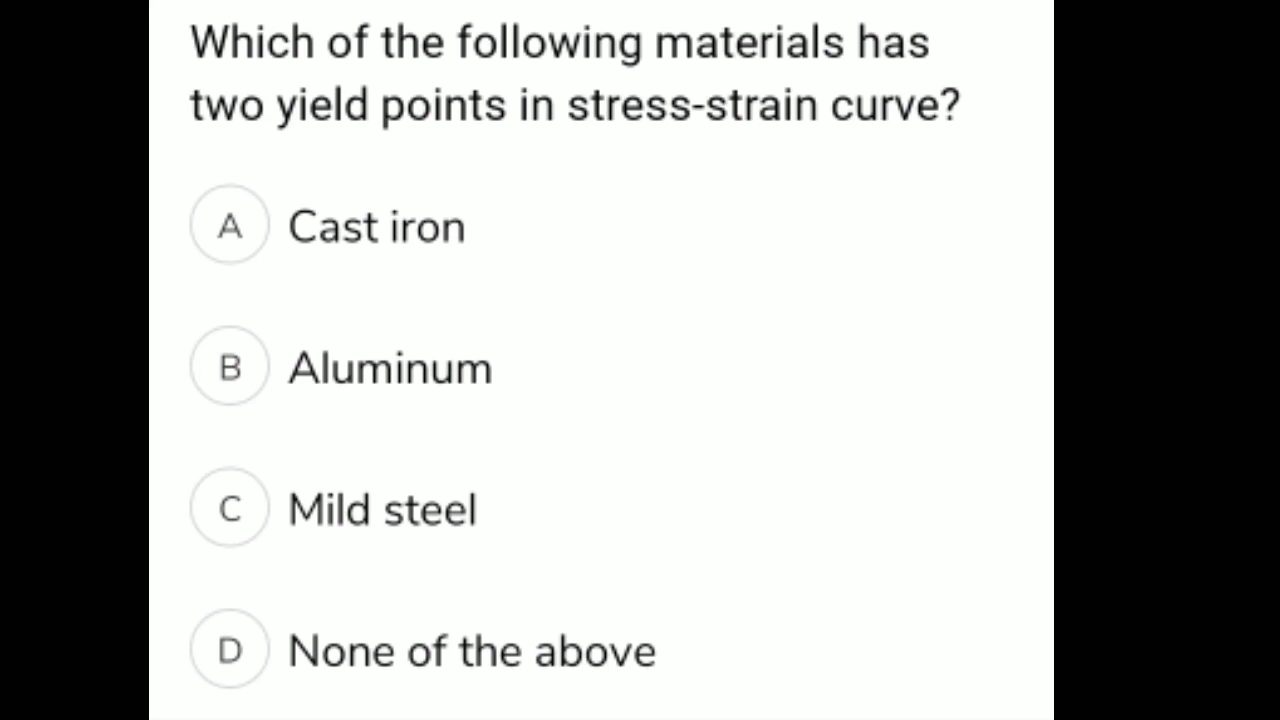 Which of the following materials has
two yield points in stress-strain curve?
A Cast iron
B Aluminum
C Mild steel
D None of the above